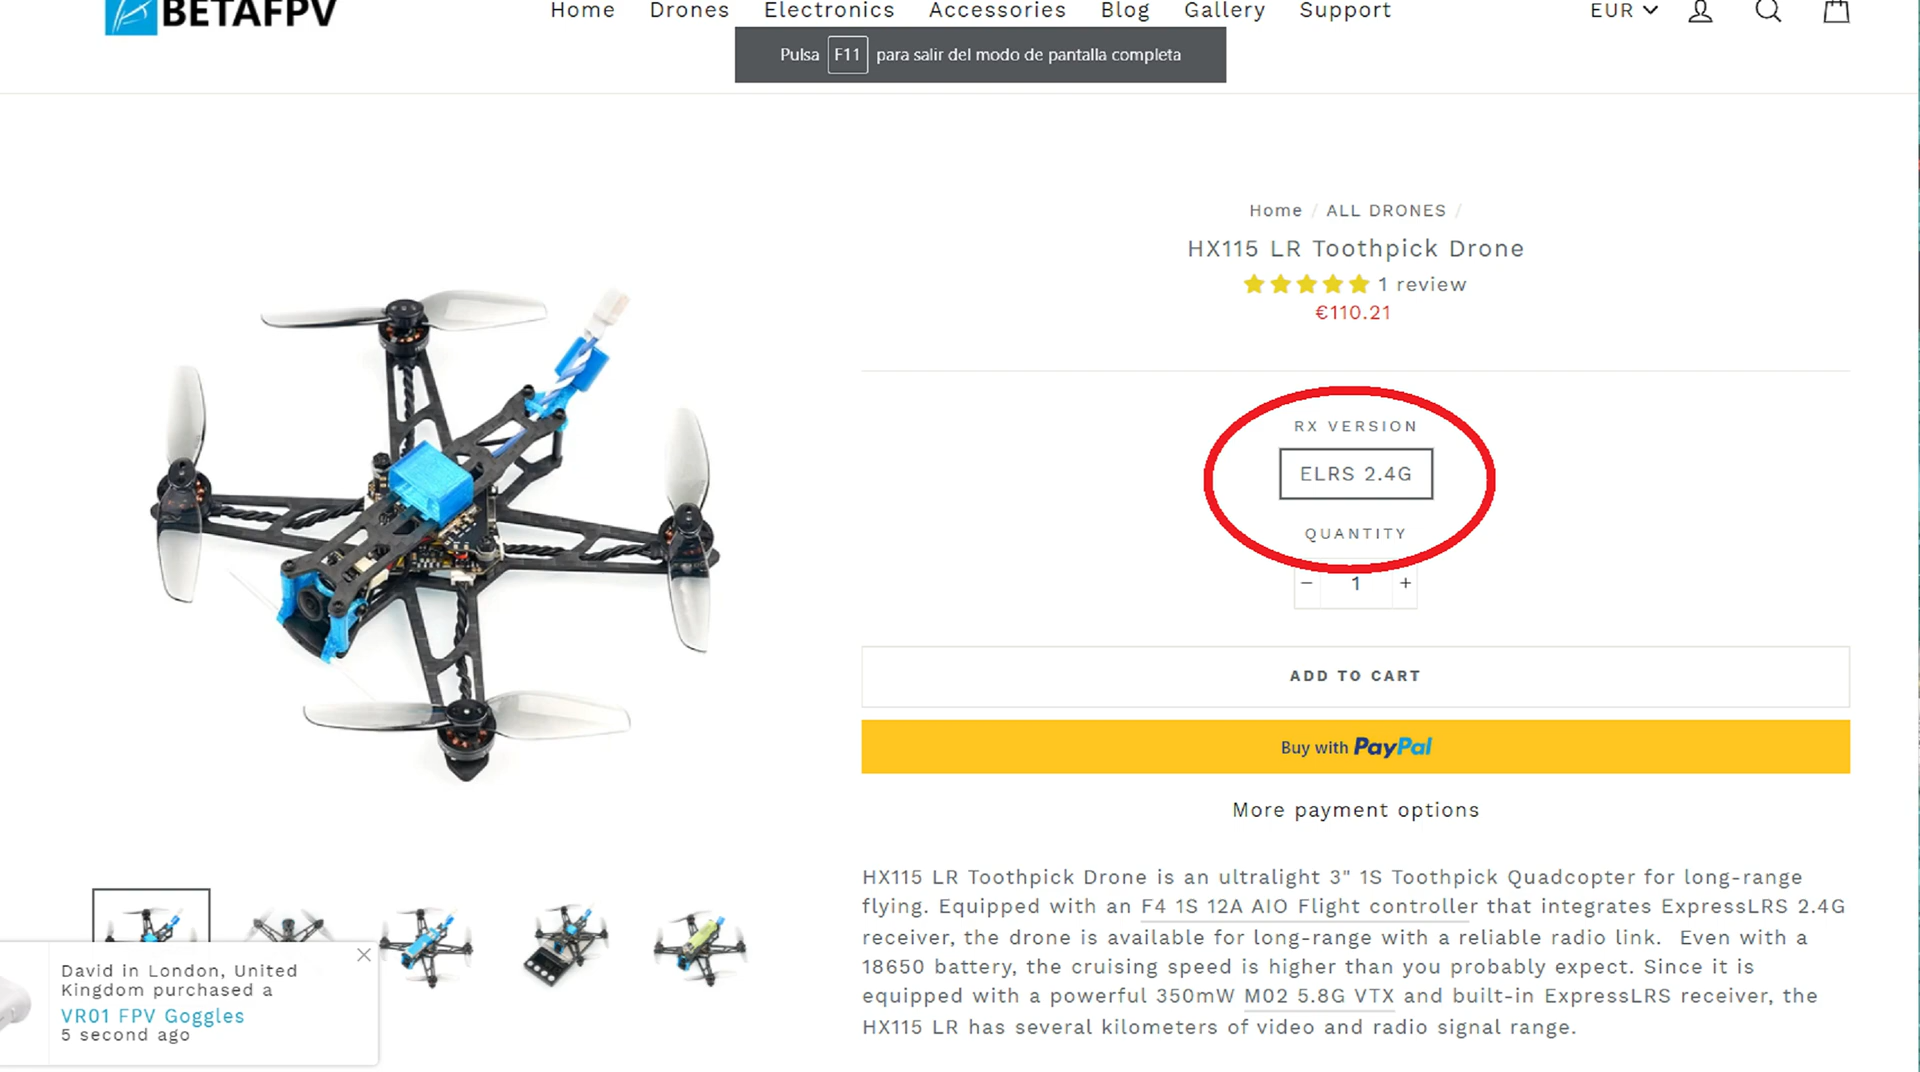 BETAFPV
Home Drones Electronics Accessories Blog Gallery Support
EUR
Pulsa F11 para salir del modo de pantalla completa
Home / ALL DRONES /
HX115 LR Toothpick Drone
1 review
€110.21
RX VERSION
ELRS 2.4G
QUANTITY
− 1 +
ADD TO CART
Buy with PayPal
More payment options
HX115 LR Toothpick Drone is an ultralight 3" 1S Toothpick Quadcopter for long-range
flying. Equipped with an F4 1S 12A AIO Flight controller that integrates ExpressLRS 2.4G
receiver, the drone is available for long-range with a reliable radio link. Even with a
18650 battery, the cruising speed is higher than you probably expect. Since it is
equipped with a powerful 350mW M02 5.8G VTX and built-in ExpressLRS receiver, the
HX115 LR has several kilometers of video and radio signal range.
David in London, United
Kingdom purchased a
VR01 FPV Goggles
5 second ago